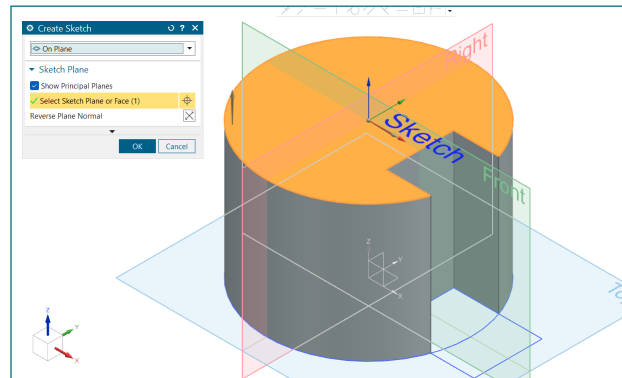 Create Sketch
On Plane
Sketch Plane
Show Principal Planes
Select Sketch Plane or Face (1)
Reverse Plane Normal
OK
Cancel
Right
Sketch
Front
Z
Y
X
Z
Y
X